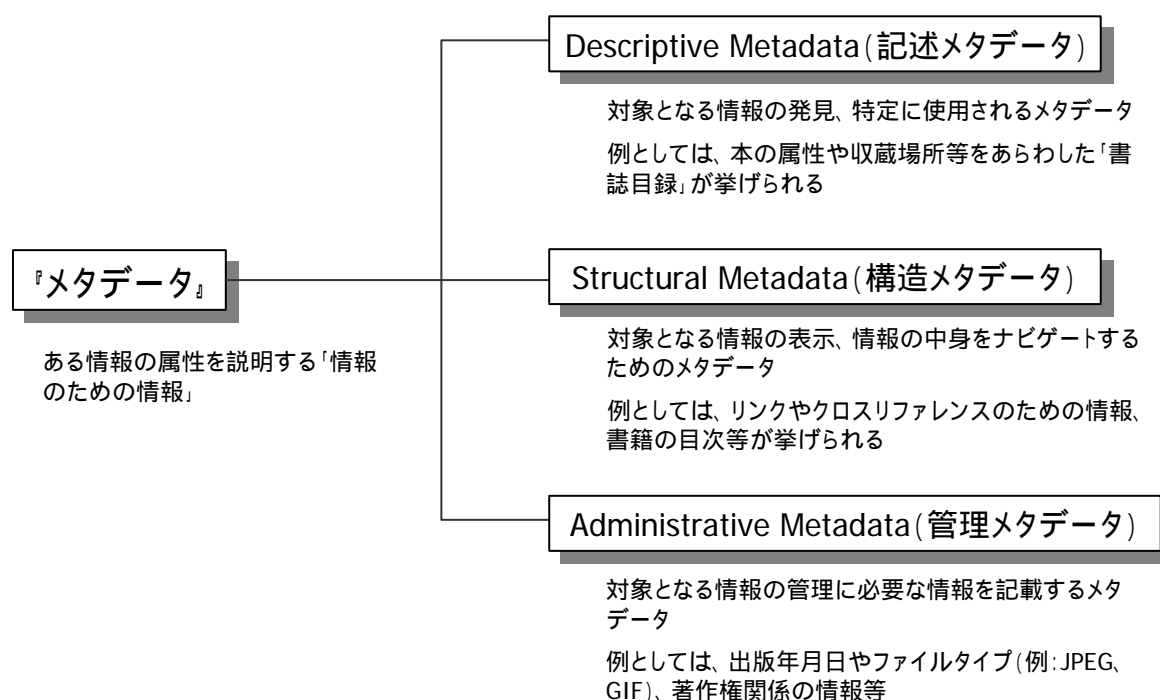 『メタデータ』
ある情報の属性を説明する「情報
のための情報」
Descriptive Metadata(記述メタデータ)
対象となる情報の発見、特定に使用されるメタデータ
例としては、本の属性や収蔵場所等をあらわした「書
誌目録」が挙げられる
Structural Metadata(構造メタデータ)
対象となる情報の表示、情報の中身をナビゲートする
ためのメタデータ
例としては、リンクやクロスリファレンスのための情報、
書籍の目次等が挙げられる
Administrative Metadata(管理メタデータ)
対象となる情報の管理に必要な情報を記載するメタ
データ
例としては、出版年月日やファイルタイプ(例:JPEG、
GIF)、著作権関係の情報等